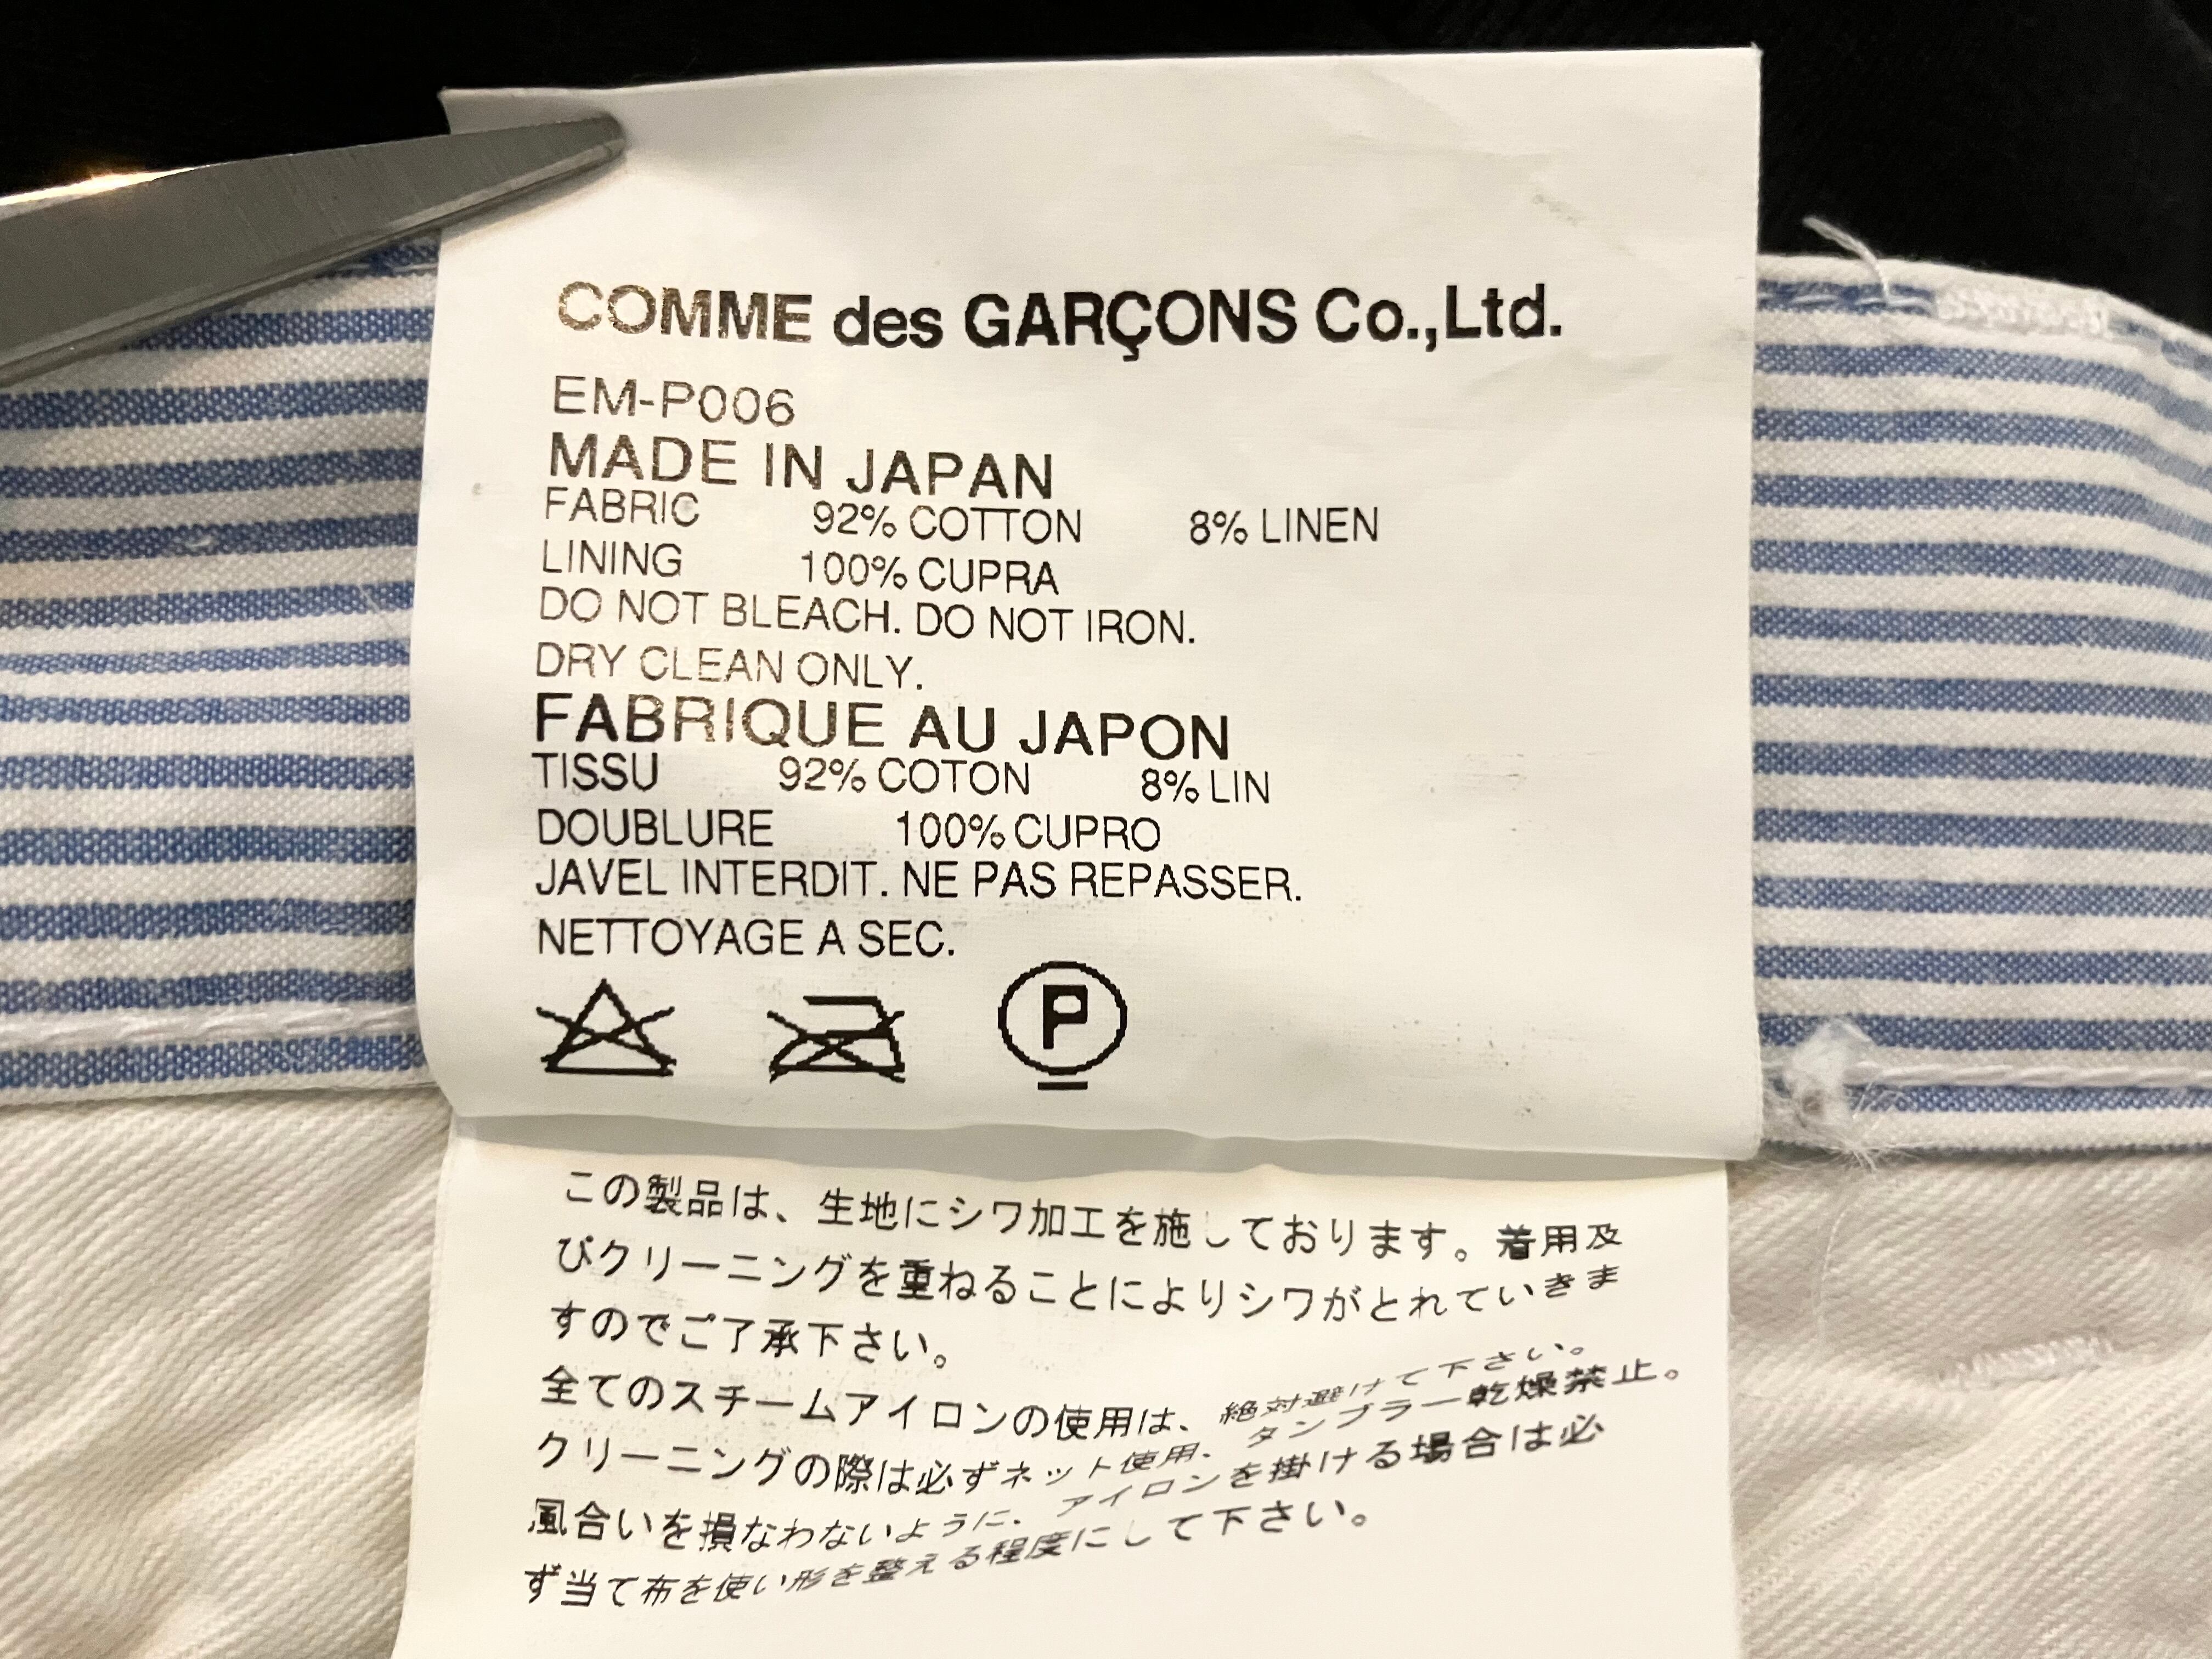 COMME des GARÇONS Co.,Ltd.
EM-P006
MADE IN JAPAN
FABRIC 92% COTTON 8% LINEN
LINING 100% CUPRA
DO NOT BLEACH. DO NOT IRON.
DRY CLEAN ONLY.
FABRIQUE AU JAPON
TISSU 92% COTON 8% LIN
DOUBLURE 100% CUPRO
JAVEL INTERDIT. NE PAS REPASSER.
NETTOYAGE A SEC.
P
この製品は、生地にシワ加工を施しております。着用及
びクリーニングを重ねることによりシワがとれていきま
すのでご了承下さい。
全てのスチームアイロンの使用は、絶対避けて下さい。
クリーニングの際は必ずネット使用、タンブラー乾燥禁止。
風合いを損なわないように、アイロンを掛ける場合は必
ず当て布を使い形を整える程度にして下さい。